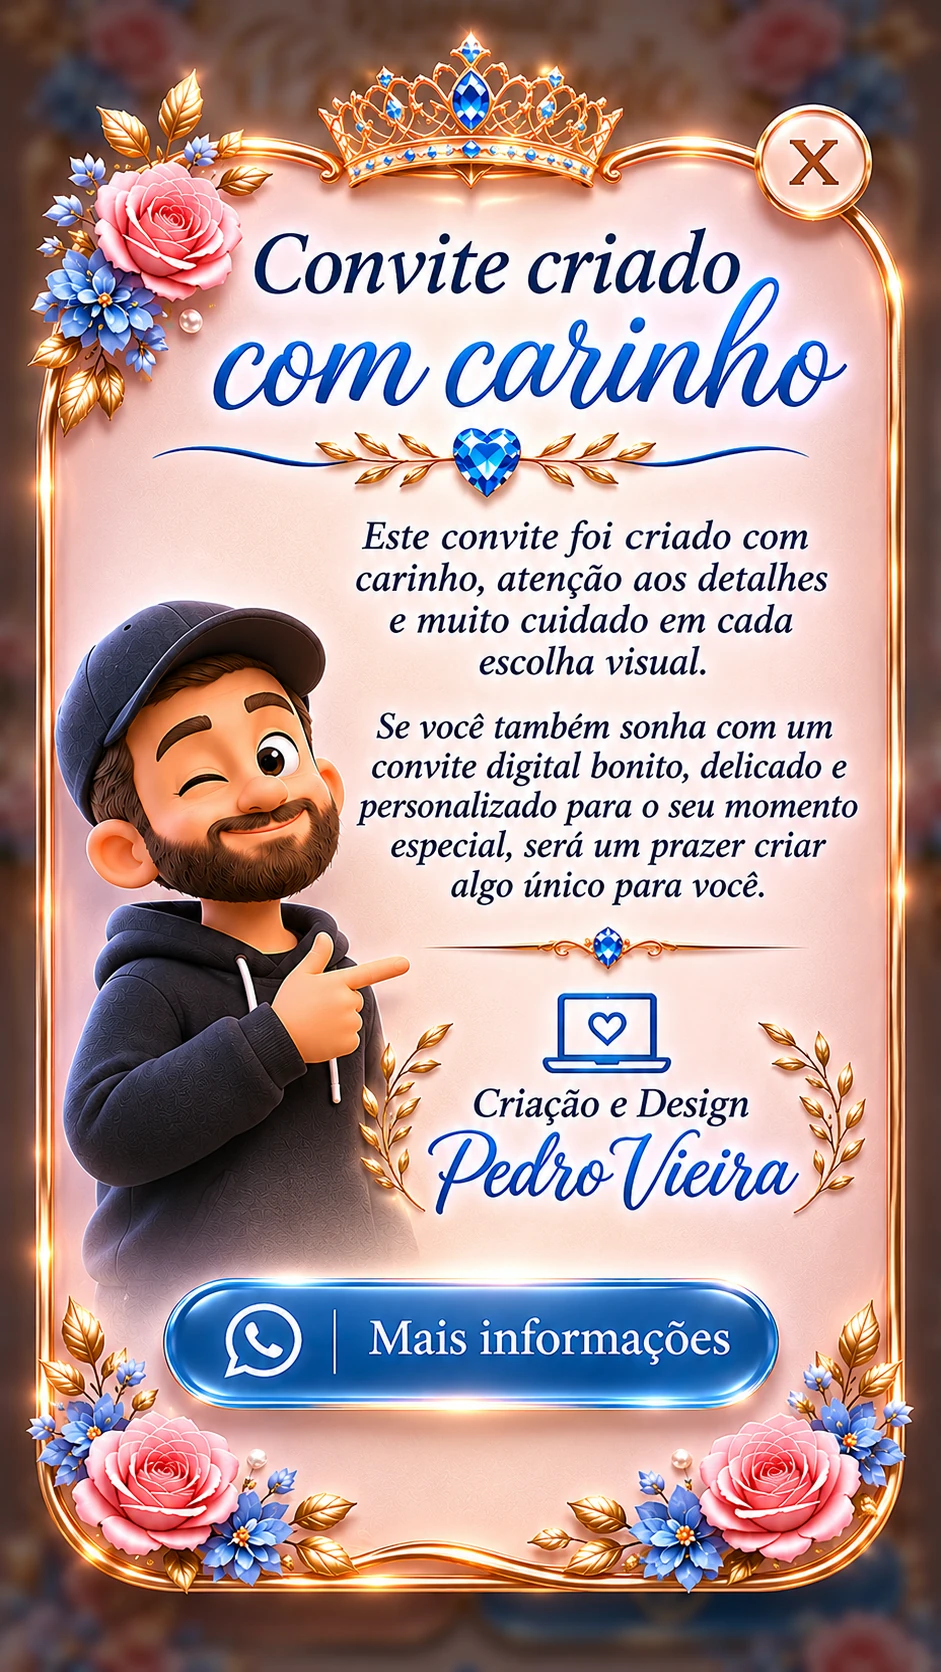 X
Convite criado
com carinho
Este convite foi criado com
carinho, atenção aos detalhes
e muito cuidado em cada
escolha visual.
Se você também sonha com um
convite digital bonito, delicado e
personalizado para o seu momento
especial, será um prazer criar
algo único para você.
Criação e Design
Pedro Vieira
Mais informações